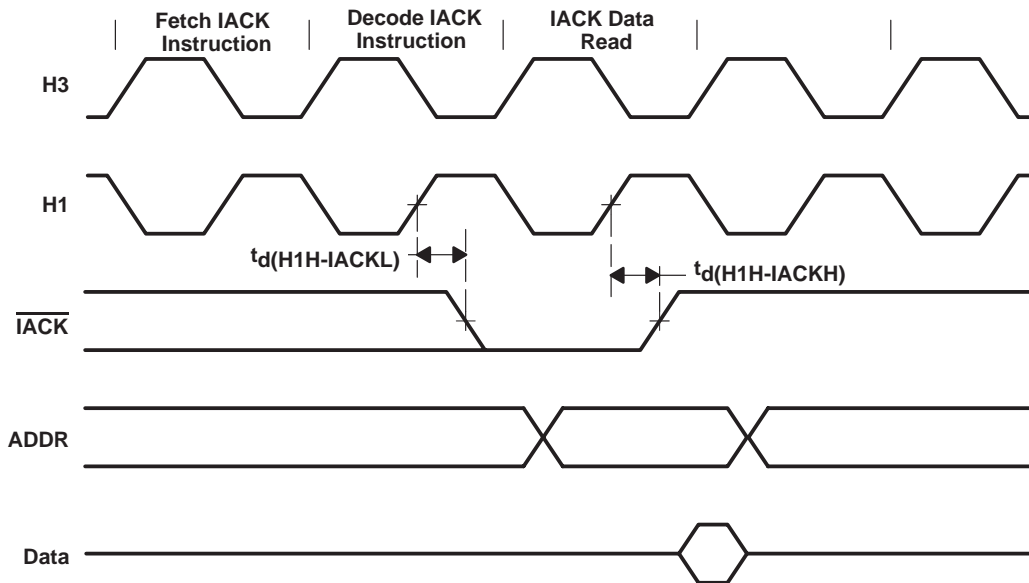 Fetch IACK
Instruction
Decode IACK
Instruction
IACK Data
Read
H3
H1
td(H1H-IACKL)
td(H1H-IACKH)
IACK
ADDR
Data